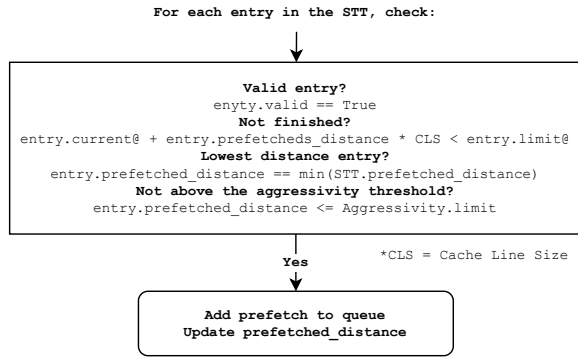 For each entry in the STT, check:
Valid entry?
enyty.valid == True
Not finished?
entry.current@ + entry.prefetcheds_distance * CLS < entry.limit@
Lowest distance entry?
entry.prefetched_distance == min(STT.prefetched_distance)
Not above the aggressivity threshold?
entry.prefetched_distance <= Aggressivity.limit
Yes
*CLS = Cache Line Size
Add prefetch to queue
Update prefetched_distance